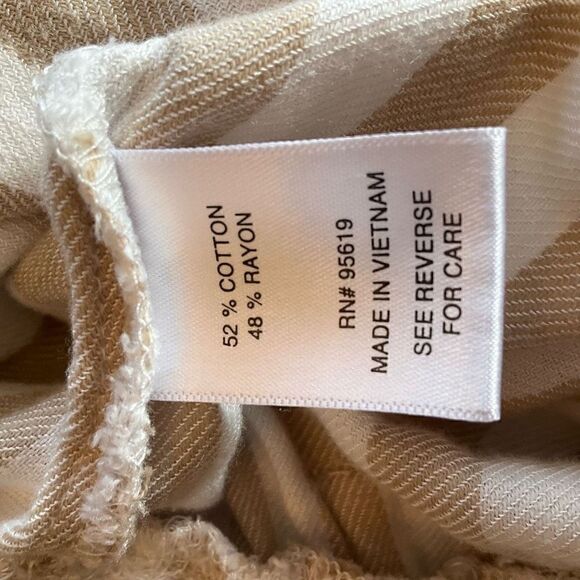 52 % COTTON
48 % RAYON
RN# 95619
MADE IN VIETNAM
SEE REVERSE
FOR CARE